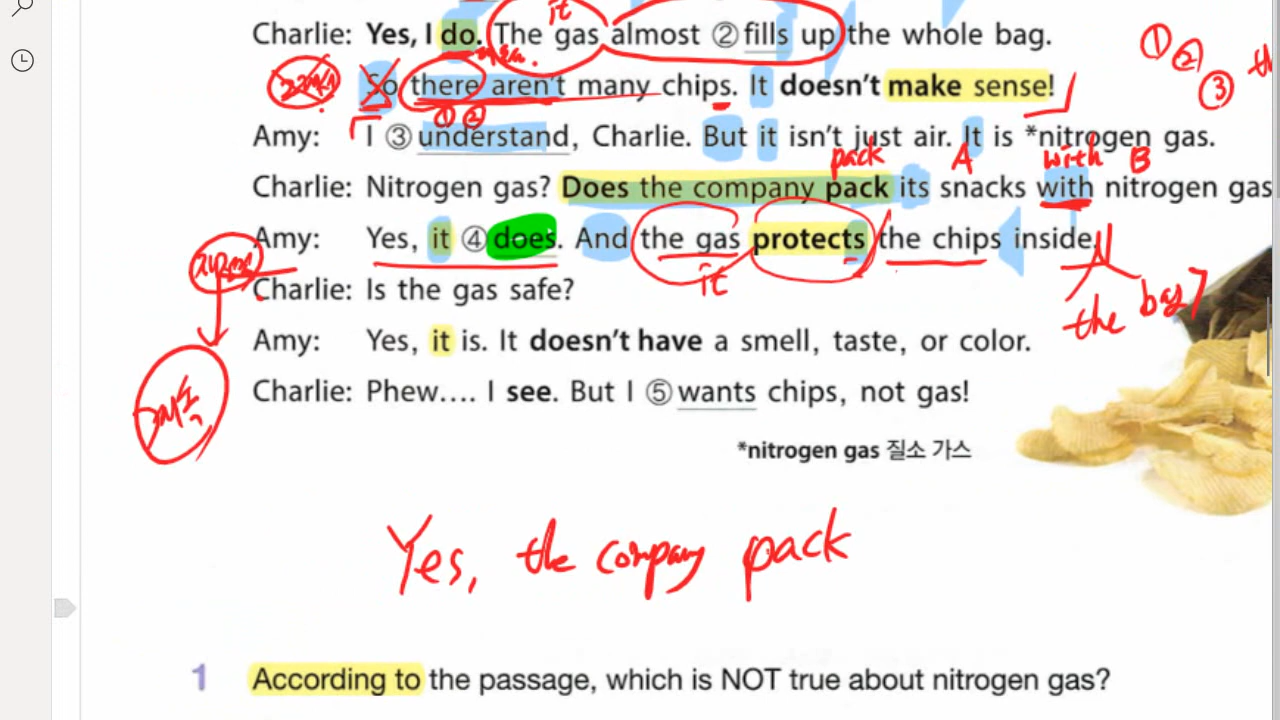 it
Charlie: Yes, I do. The gas almost ② fills up the whole bag.
① ② ③ th
So there aren't many chips. It doesn't make sense!
① ②
Amy: I ③ understand, Charlie. But it isn't just air. It is *nitrogen gas.
pack A with B
Charlie: Nitrogen gas? Does the company pack its snacks with nitrogen gas
Amy: Yes, it ④ does. And the gas protects the chips inside.
it
Charlie: Is the gas safe?
the bag
Amy: Yes, it is. It doesn't have a smell, taste, or color.
Charlie: Phew.... I see. But I ⑤ wants chips, not gas!
*nitrogen gas 질소 가스
Yes, the company pack
1 According to the passage, which is NOT true about nitrogen gas?